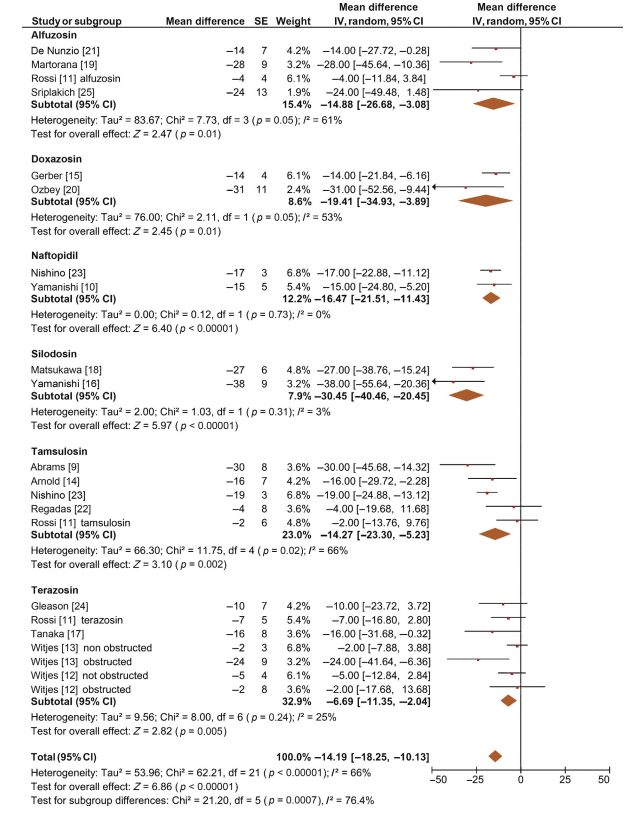 Mean difference Mean difference
Study or subgroup Mean difference SE Weight IV, random, 95% CI IV, random, 95% CI
Alfuzosin
De Nunzio [21] −14 7 4.2% −14.00 [−27.72, −0.28]
Martorana [19] −28 9 3.2% −28.00 [−45.64, −10.36]
Rossi [11] alfuzosin −4 4 6.1% −4.00 [−11.84, 3.84]
Sriplakich [25] −24 13 1.9% −24.00 [−49.48, 1.48]
Subtotal (95% CI) 15.4% −14.88 [−26.68, −3.08]
Heterogeneity: Tau² = 83.67; Chi² = 7.73, df = 3 (p = 0.05); I² = 61%
Test for overall effect: Z = 2.47 (p = 0.01)
Doxazosin
Gerber [15] −14 4 6.1% −14.00 [−21.84, −6.16]
Ozbey [20] −31 11 2.4% −31.00 [−52.56, −9.44]
Subtotal (95% CI) 8.6% −19.41 [−34.93, −3.89]
Heterogeneity: Tau² = 76.00; Chi² = 2.11, df = 1 (p = 0.05); I² = 53%
Test for overall effect: Z = 2.45 (p = 0.01)
Naftopidil
Nishino [23] −17 3 6.8% −17.00 [−22.88, −11.12]
Yamanishi [10] −15 5 5.4% −15.00 [−24.80, −5.20]
Subtotal (95% CI) 12.2% −16.47 [−21.51, −11.43]
Heterogeneity: Tau² = 0.00; Chi² = 0.12, df = 1 (p = 0.73); I² = 0%
Test for overall effect: Z = 6.40 (p < 0.00001)
Silodosin
Matsukawa [18] −27 6 4.8% −27.00 [−38.76, −15.24]
Yamanishi [16] −38 9 3.2% −38.00 [−55.64, −20.36]
Subtotal (95% CI) 7.9% −30.45 [−40.46, −20.45]
Heterogeneity: Tau² = 2.00; Chi² = 1.03, df = 1 (p = 0.31); I² = 3%
Test for overall effect: Z = 5.97 (p < 0.00001)
Tamsulosin
Abrams [9] −30 8 3.6% −30.00 [−45.68, −14.32]
Arnold [14] −16 7 4.2% −16.00 [−29.72, −2.28]
Nishino [23] −19 3 6.8% −19.00 [−24.88, −13.12]
Regadas [22] −4 8 3.6% −4.00 [−19.68, 11.68]
Rossi [11] tamsulosin −2 6 4.8% −2.00 [−13.76, 9.76]
Subtotal (95% CI) 23.0% −14.27 [−23.30, −5.23]
Heterogeneity: Tau² = 66.30; Chi² = 11.75, df = 4 (p = 0.02); I² = 66%
Test for overall effect: Z = 3.10 (p = 0.002)
Terazosin
Gleason [24] −10 7 4.2% −10.00 [−23.72, 3.72]
Rossi [11] terazosin −7 5 5.4% −7.00 [−16.80, 2.80]
Tanaka [17] −16 8 3.6% −16.00 [−31.68, −0.32]
Witjes [13] non obstructed −2 3 6.8% −2.00 [−7.88, 3.88]
Witjes [13] obstructed −24 9 3.2% −24.00 [−41.64, −6.36]
Witjes [12] not obstructed −5 4 6.1% −5.00 [−12.84, 2.84]
Witjes [12] obstructed −2 8 3.6% −2.00 [−17.68, 13.68]
Subtotal (95% CI) 32.9% −6.69 [−11.35, −2.04]
Heterogeneity: Tau² = 9.56; Chi² = 8.00, df = 6 (p = 0.24); I² = 25%
Test for overall effect: Z = 2.82 (p = 0.005)
Total (95% CI) 100.0% −14.19 [−18.25, −10.13]
Heterogeneity: Tau² = 53.96; Chi² = 62.21, df = 21 (p < 0.00001); I² = 66%
−50 −25 0 25 50
Test for overall effect: Z = 6.86 (p < 0.00001)
Test for subgroup differences: Chi² = 21.20, df = 5 (p = 0.0007), I² = 76.4%